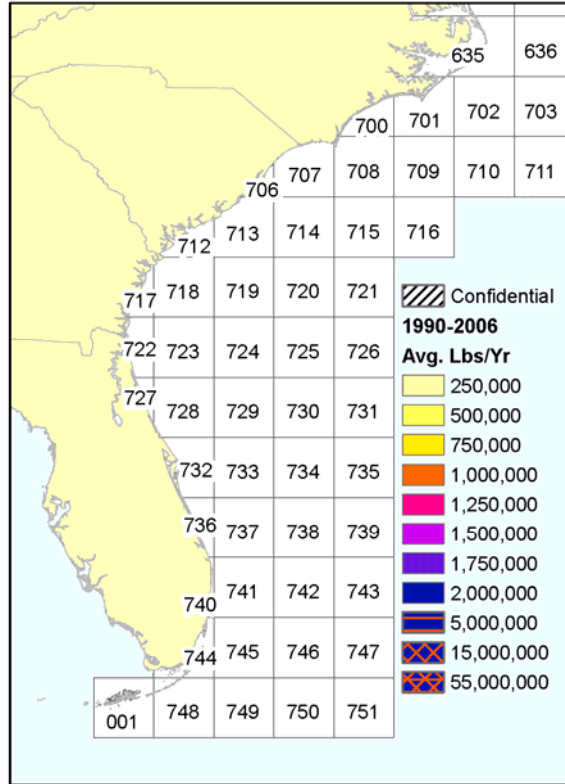 635 636
700 701 702 703
706 707 708 709 710 711
712 713 714 715 716
717 718 719 720 721
722 723 724 725 726
727 728 729 730 731
732 733 734 735
736 737 738 739
740 741 742 743
744 745 746 747
001 748 749 750 751
Confidential
1990-2006
Avg. Lbs/Yr
250,000
500,000
750,000
1,000,000
1,250,000
1,500,000
1,750,000
2,000,000
5,000,000
15,000,000
55,000,000